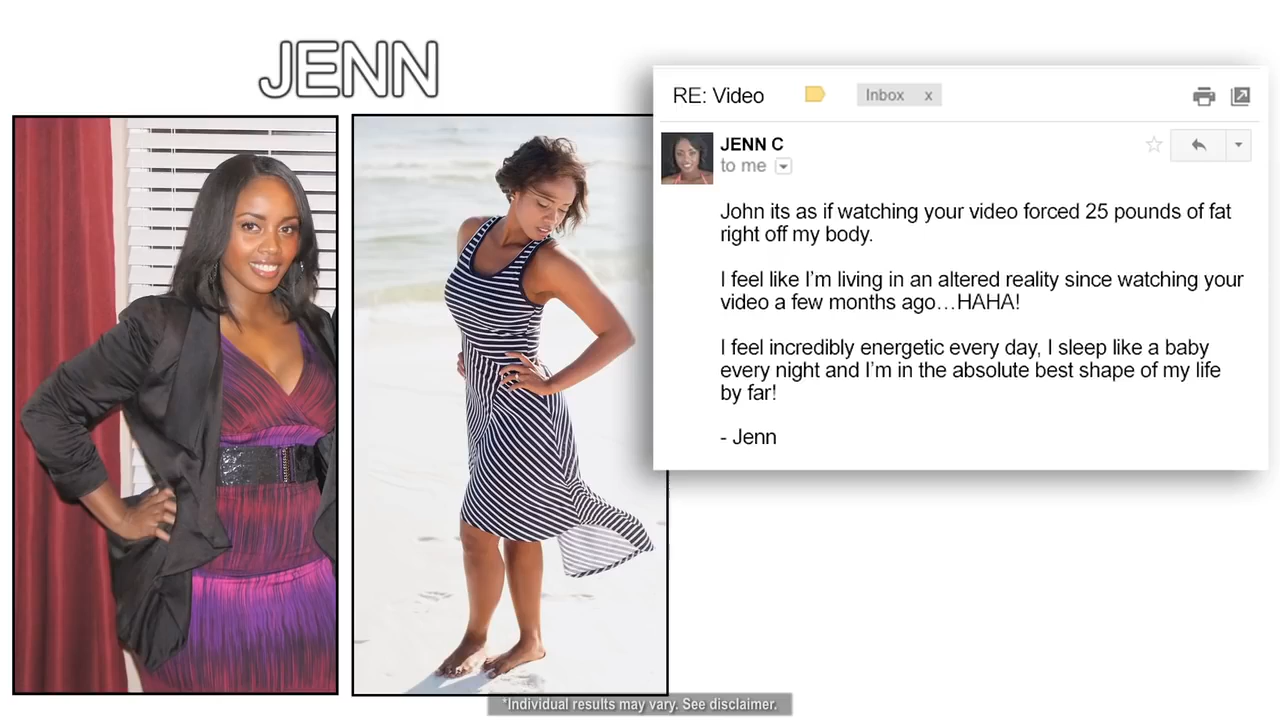 JENN
RE: Video
Inbox x
JENN C
to me
John its as if watching your video forced 25 pounds of fat
right off my body.
I feel like I'm living in an altered reality since watching your
video a few months ago…HAHA!
I feel incredibly energetic every day, I sleep like a baby
every night and I'm in the absolute best shape of my life
by far!
- Jenn
*Individual results may vary. See disclaimer.